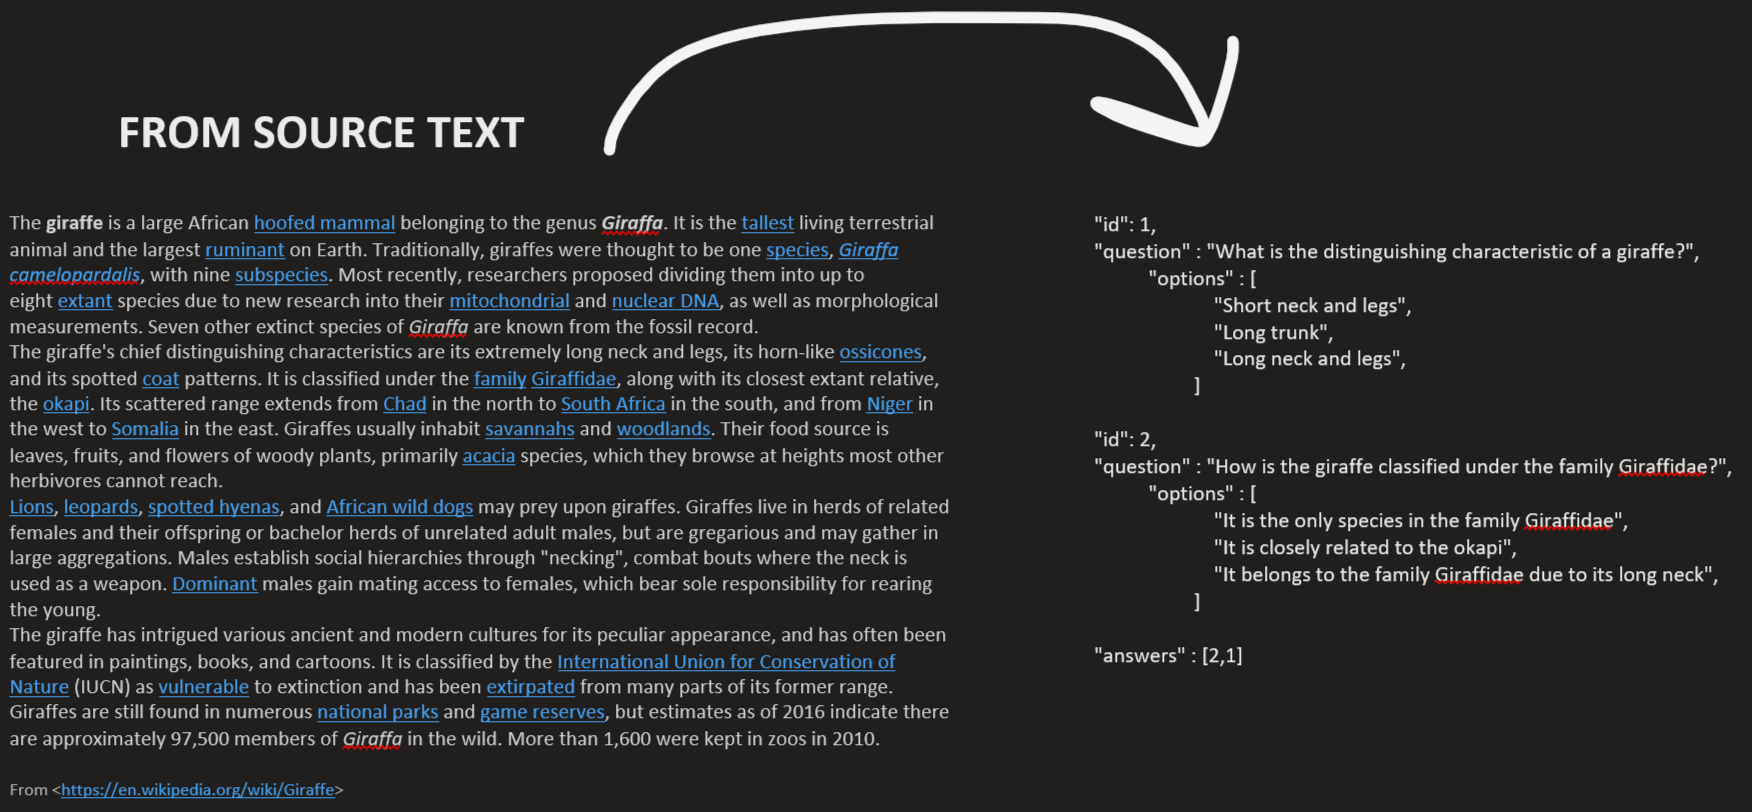 FROM SOURCE TEXT
The giraffe is a large African hoofed mammal belonging to the genus Giraffa. It is the tallest living terrestrial
animal and the largest ruminant on Earth. Traditionally, giraffes were thought to be one species, Giraffa
camelopardalis, with nine subspecies. Most recently, researchers proposed dividing them into up to
eight extant species due to new research into their mitochondrial and nuclear DNA, as well as morphological
measurements. Seven other extinct species of Giraffa are known from the fossil record.
The giraffe's chief distinguishing characteristics are its extremely long neck and legs, its horn-like ossicones,
and its spotted coat patterns. It is classified under the family Giraffidae, along with its closest extant relative,
the okapi. Its scattered range extends from Chad in the north to South Africa in the south, and from Niger in
the west to Somalia in the east. Giraffes usually inhabit savannahs and woodlands. Their food source is
leaves, fruits, and flowers of woody plants, primarily acacia species, which they browse at heights most other
herbivores cannot reach.
Lions, leopards, spotted hyenas, and African wild dogs may prey upon giraffes. Giraffes live in herds of related
females and their offspring or bachelor herds of unrelated adult males, but are gregarious and may gather in
large aggregations. Males establish social hierarchies through "necking", combat bouts where the neck is
used as a weapon. Dominant males gain mating access to females, which bear sole responsibility for rearing
the young.
The giraffe has intrigued various ancient and modern cultures for its peculiar appearance, and has often been
featured in paintings, books, and cartoons. It is classified by the International Union for Conservation of
Nature (IUCN) as vulnerable to extinction and has been extirpated from many parts of its former range.
Giraffes are still found in numerous national parks and game reserves, but estimates as of 2016 indicate there
are approximately 97,500 members of Giraffa in the wild. More than 1,600 were kept in zoos in 2010.
From <https://en.wikipedia.org/wiki/Giraffe>
"id": 1,
"question" : "What is the distinguishing characteristic of a giraffe?",
"options" : [
"Short neck and legs",
"Long trunk",
"Long neck and legs",
]
"id": 2,
"question" : "How is the giraffe classified under the family Giraffidae?",
"options" : [
"It is the only species in the family Giraffidae",
"It is closely related to the okapi",
"It belongs to the family Giraffidae due to its long neck",
]
"answers" : [2,1]